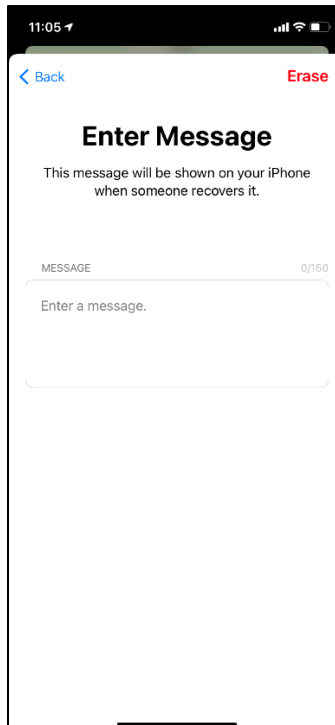 11:05
Back
Erase
Enter Message
This message will be shown on your iPhone
when someone recovers it.
MESSAGE
0/160
Enter a message.